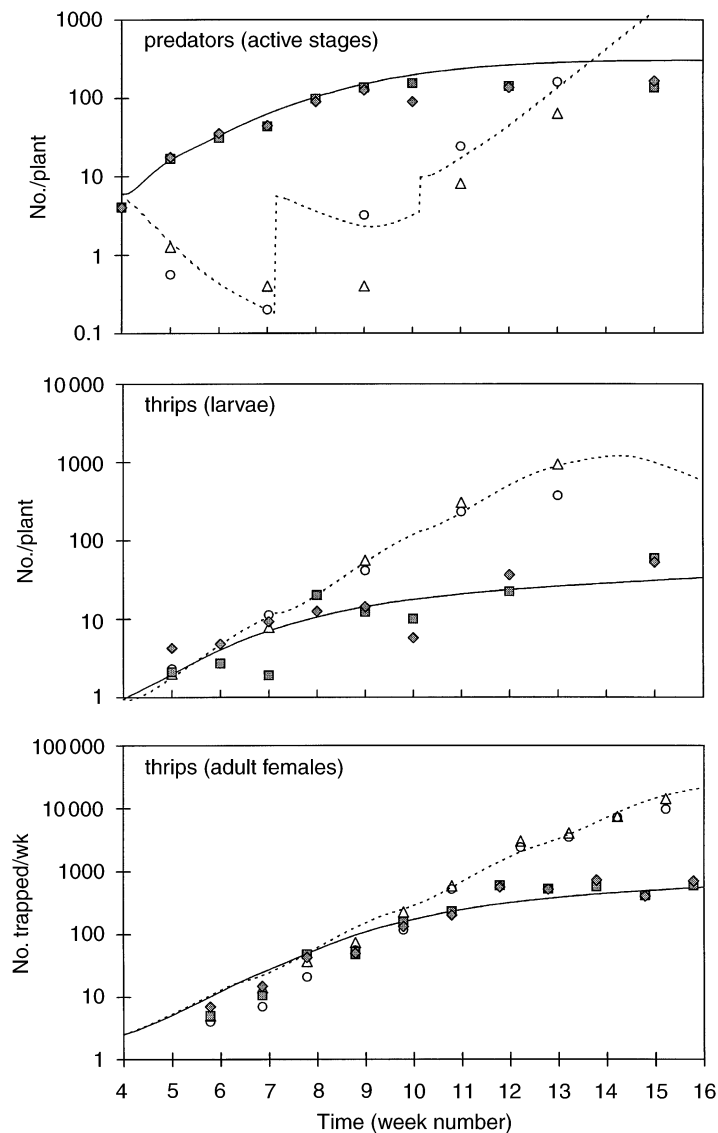 1000
predators (active stages)
100
10
1
0.1
No./plant
10 000
thrips (larvae)
1000
100
10
1
No./plant
100 000
thrips (adult females)
10 000
1000
100
10
1
No. trapped/wk
4 5 6 7 8 9 10 11 12 13 14 15 16
Time (week number)